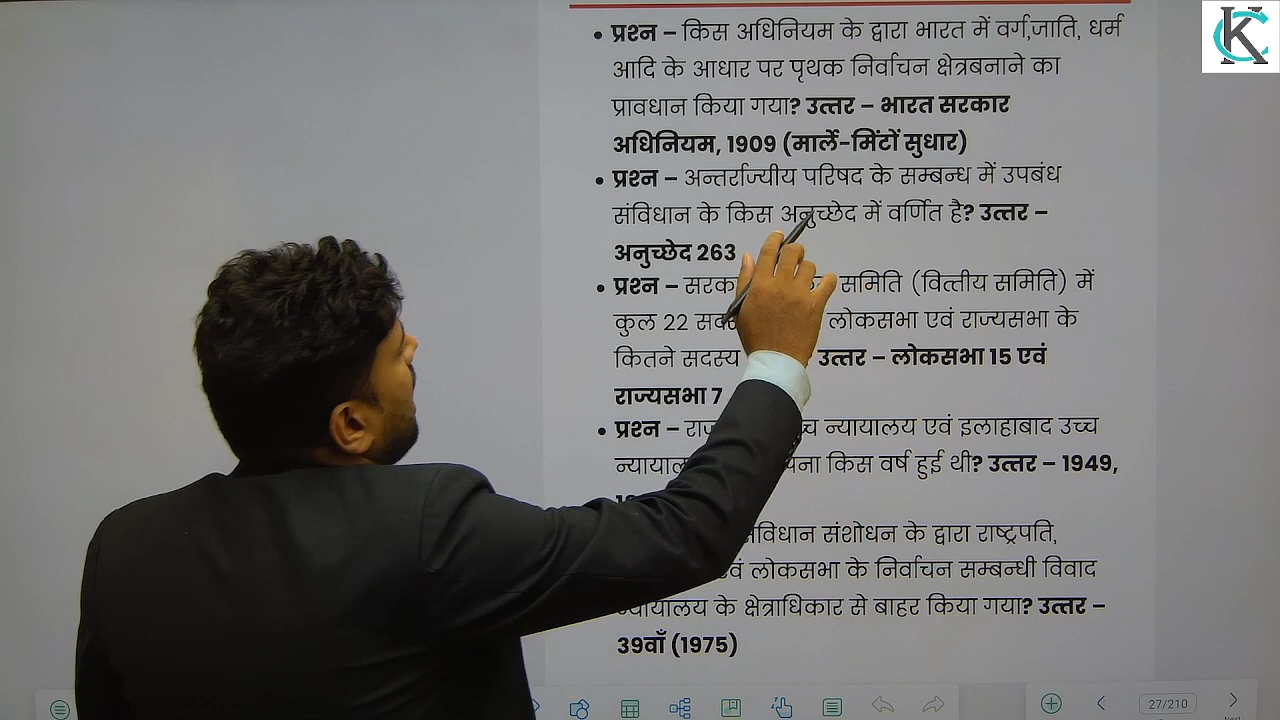 • प्रश्न – किस अधिनियम के द्वारा भारत में वर्ग,जाति, धर्म
आदि के आधार पर पृथक निर्वाचन क्षेत्रबनाने का
प्रावधान किया गया? उत्तर – भारत सरकार
अधिनियम, 1909 (मार्ले-मिंटों सुधार)
• प्रश्न – अन्तर्राज्यीय परिषद के सम्बन्ध में उपबंध
संविधान के किस अनुच्छेद में वर्णित है? उत्तर –
अनुच्छेद 263
• प्रश्न – समिति (वित्तीय समिति) में
कुल 22 लोकसभा एवं राज्यसभा के
कितने सदस्य उत्तर – लोकसभा 15 एवं
राज्यसभा 7
• प्रश्न – न्यायालय एवं इलाहाबाद उच्च
किस वर्ष हुई थी? उत्तर – 1949,
संविधान संशोधन के द्वारा राष्ट्रपति,
एवं लोकसभा के निर्वाचन सम्बन्धी विवाद
न्यायालय के क्षेत्राधिकार से बाहर किया गया? उत्तर –
39वाँ (1975)
27/210
Next
KC